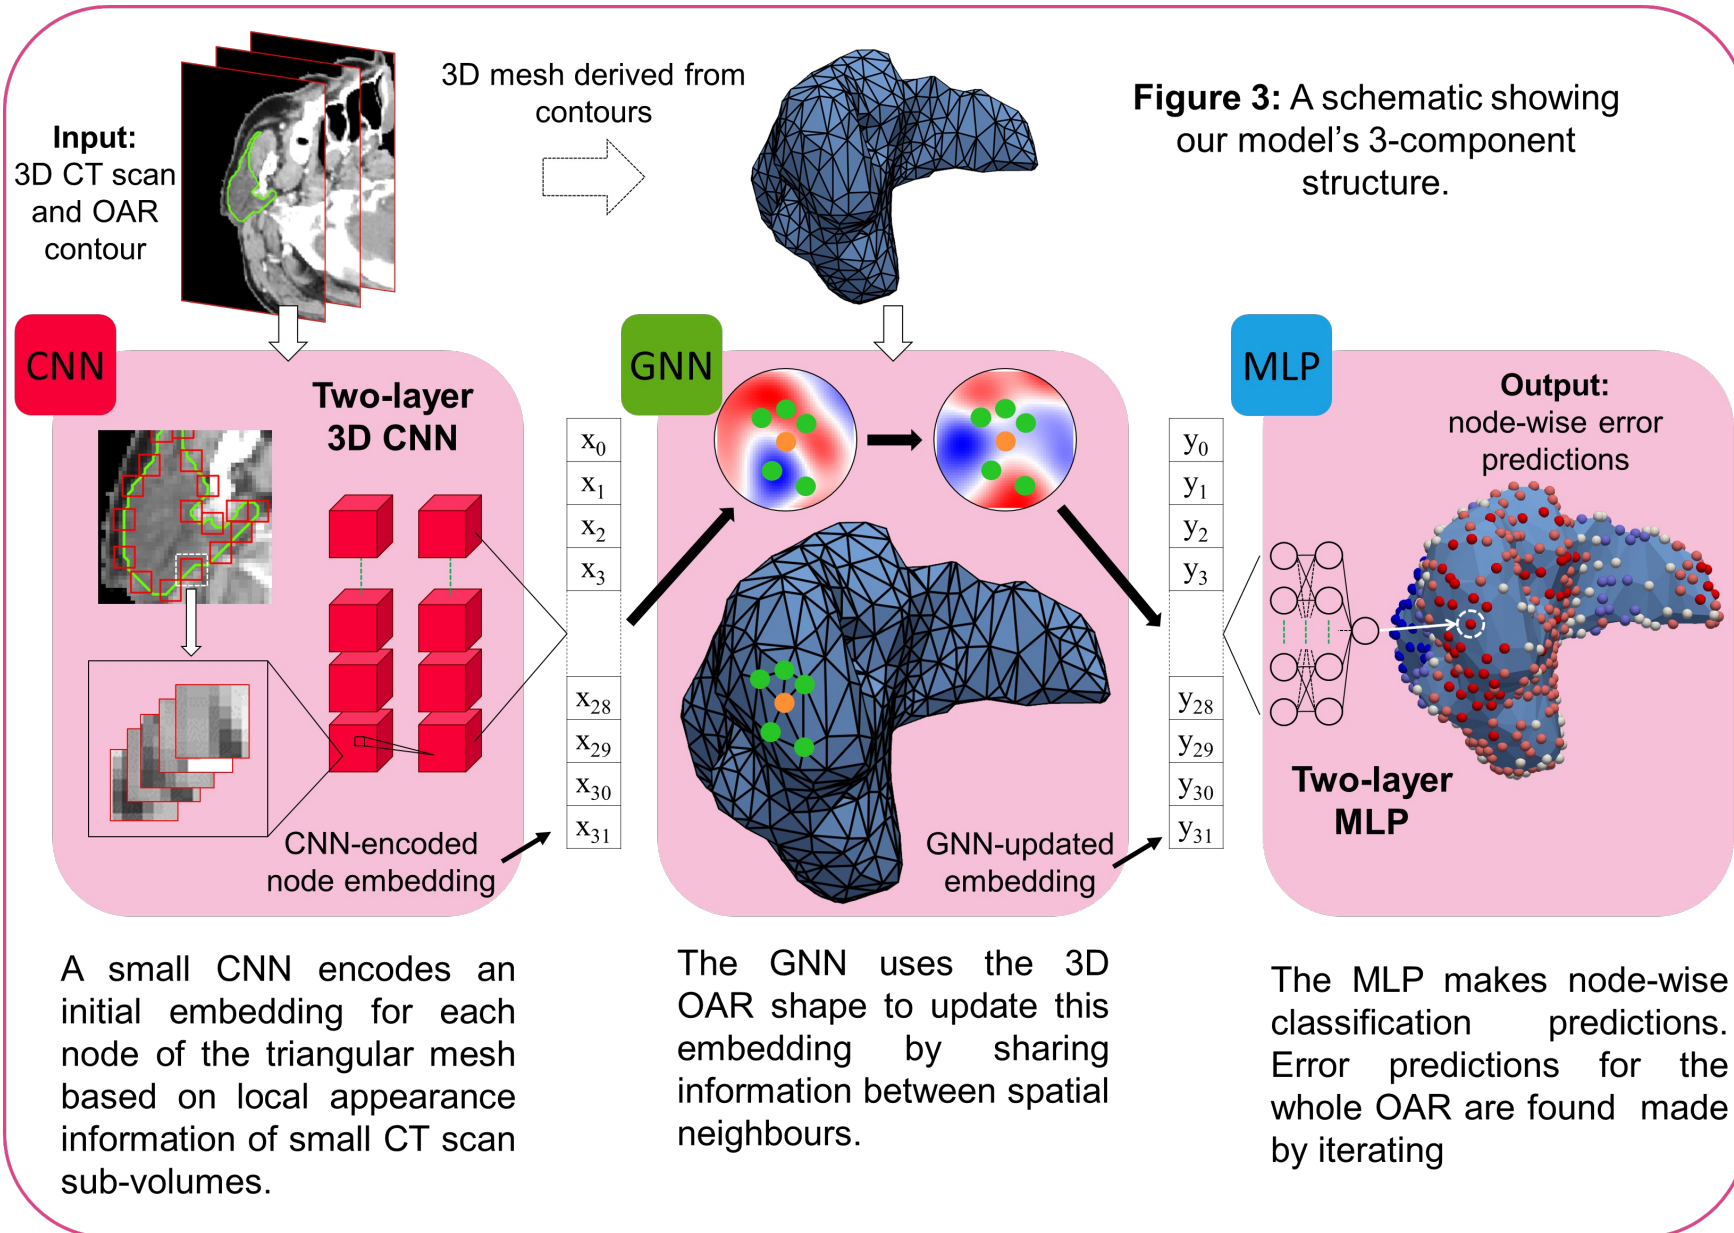 Input:
3D CT scan
and OAR
contour
3D mesh derived from
contours
Figure 3: A schematic showing
our model's 3-component
structure.
CNN
Two-layer
3D CNN
CNN-encoded
node embedding
x0
x1
x2
x3
x28
x29
x30
x31
GNN
GNN-updated
embedding
y0
y1
y2
y3
y28
y29
y30
y31
MLP
Output:
node-wise error
predictions
Two-layer
MLP
A small CNN encodes an
initial embedding for each
node of the triangular mesh
based on local appearance
information of small CT scan
sub-volumes.
The GNN uses the 3D
OAR shape to update this
embedding by sharing
information between spatial
neighbours.
The MLP makes node-wise
classification predictions.
Error predictions for the
whole OAR are found made
by iterating